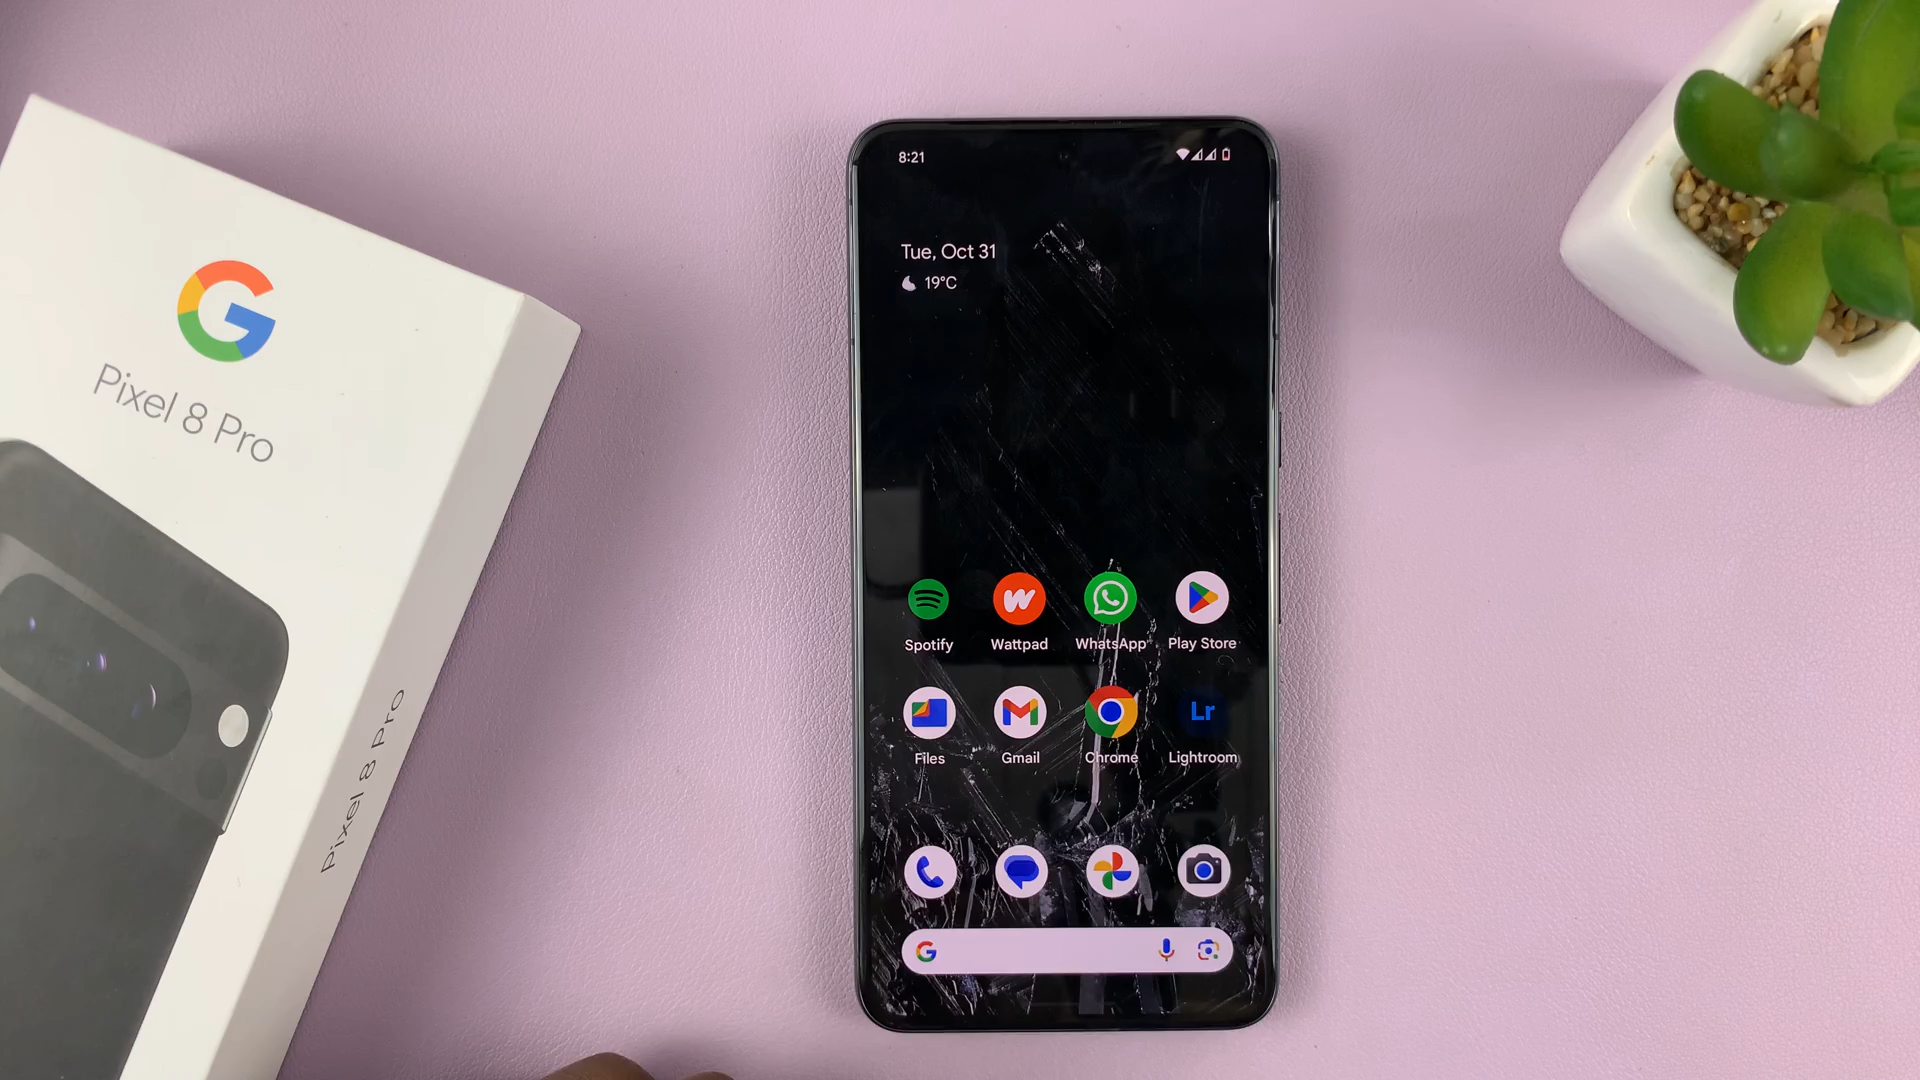 Pixel 8 Pro
Pixel 8 Pro
8:21
Tue, Oct 31
19°C
Spotify
Wattpad
WhatsApp
Play Store
Files
Gmail
Chrome
Lr
Lightroom